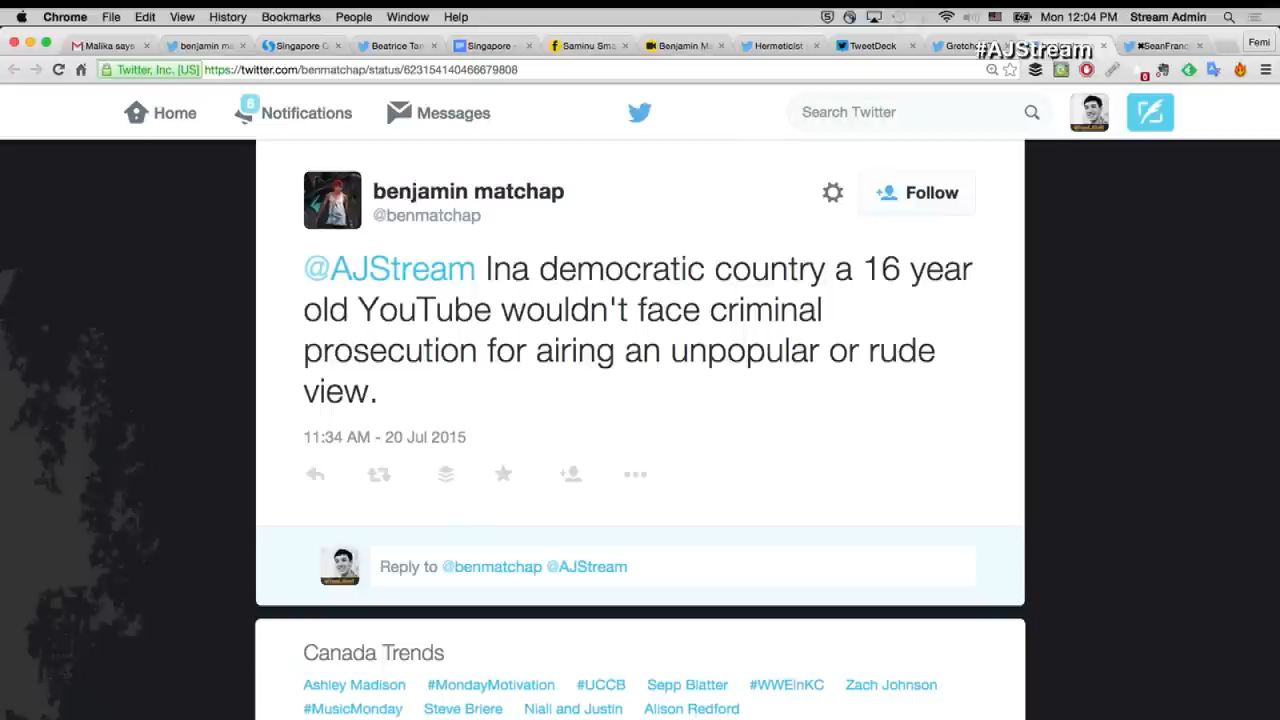 Chrome File Edit View History Bookmarks People Window Help Mon 12:04 PM Stream Admin
Malika says benjamin ma Singapore Beatrice Tan Singapore - Saminu Sma Benjamin M Hermeticist TweetDeck Gretch #AJStream ✖SeanFranc Femi
Twitter, Inc. [US] https://twitter.com/benmatchap/status/623154140466679808
Home 6 Notifications Messages Search Twitter
benjamin matchap
@benmatchap
Follow
@AJStream Ina democratic country a 16 year
old YouTube wouldn't face criminal
prosecution for airing an unpopular or rude
view.
11:34 AM - 20 Jul 2015
Reply to @benmatchap @AJStream
Canada Trends
Ashley Madison #MondayMotivation #UCCB Sepp Blatter #WWEinKC Zach Johnson
#MusicMonday Steve Briere Niall and Justin Alison Redford